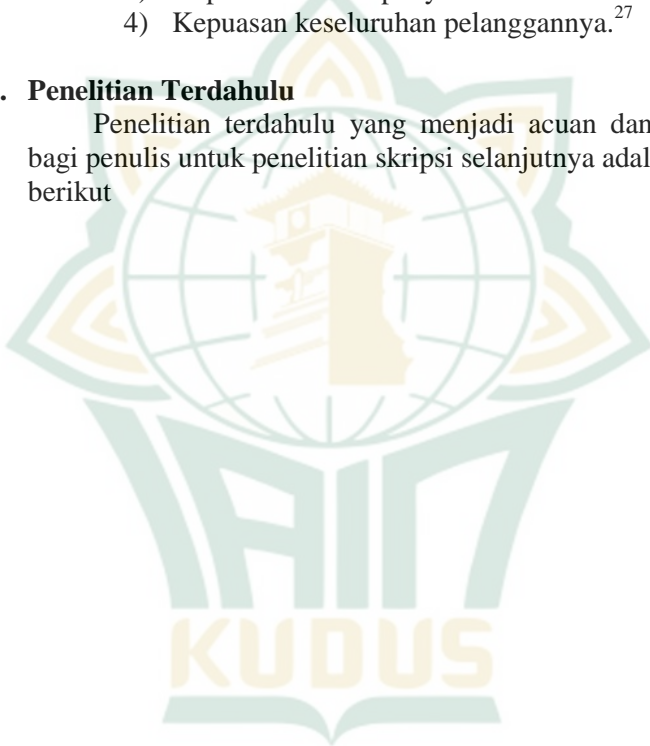 4) Kepuasan keseluruhan pelanggannya.27
. Penelitian Terdahulu
Penelitian terdahulu yang menjadi acuan dan
bagi penulis untuk penelitian skripsi selanjutnya
berikut
IAIN
KUDUS